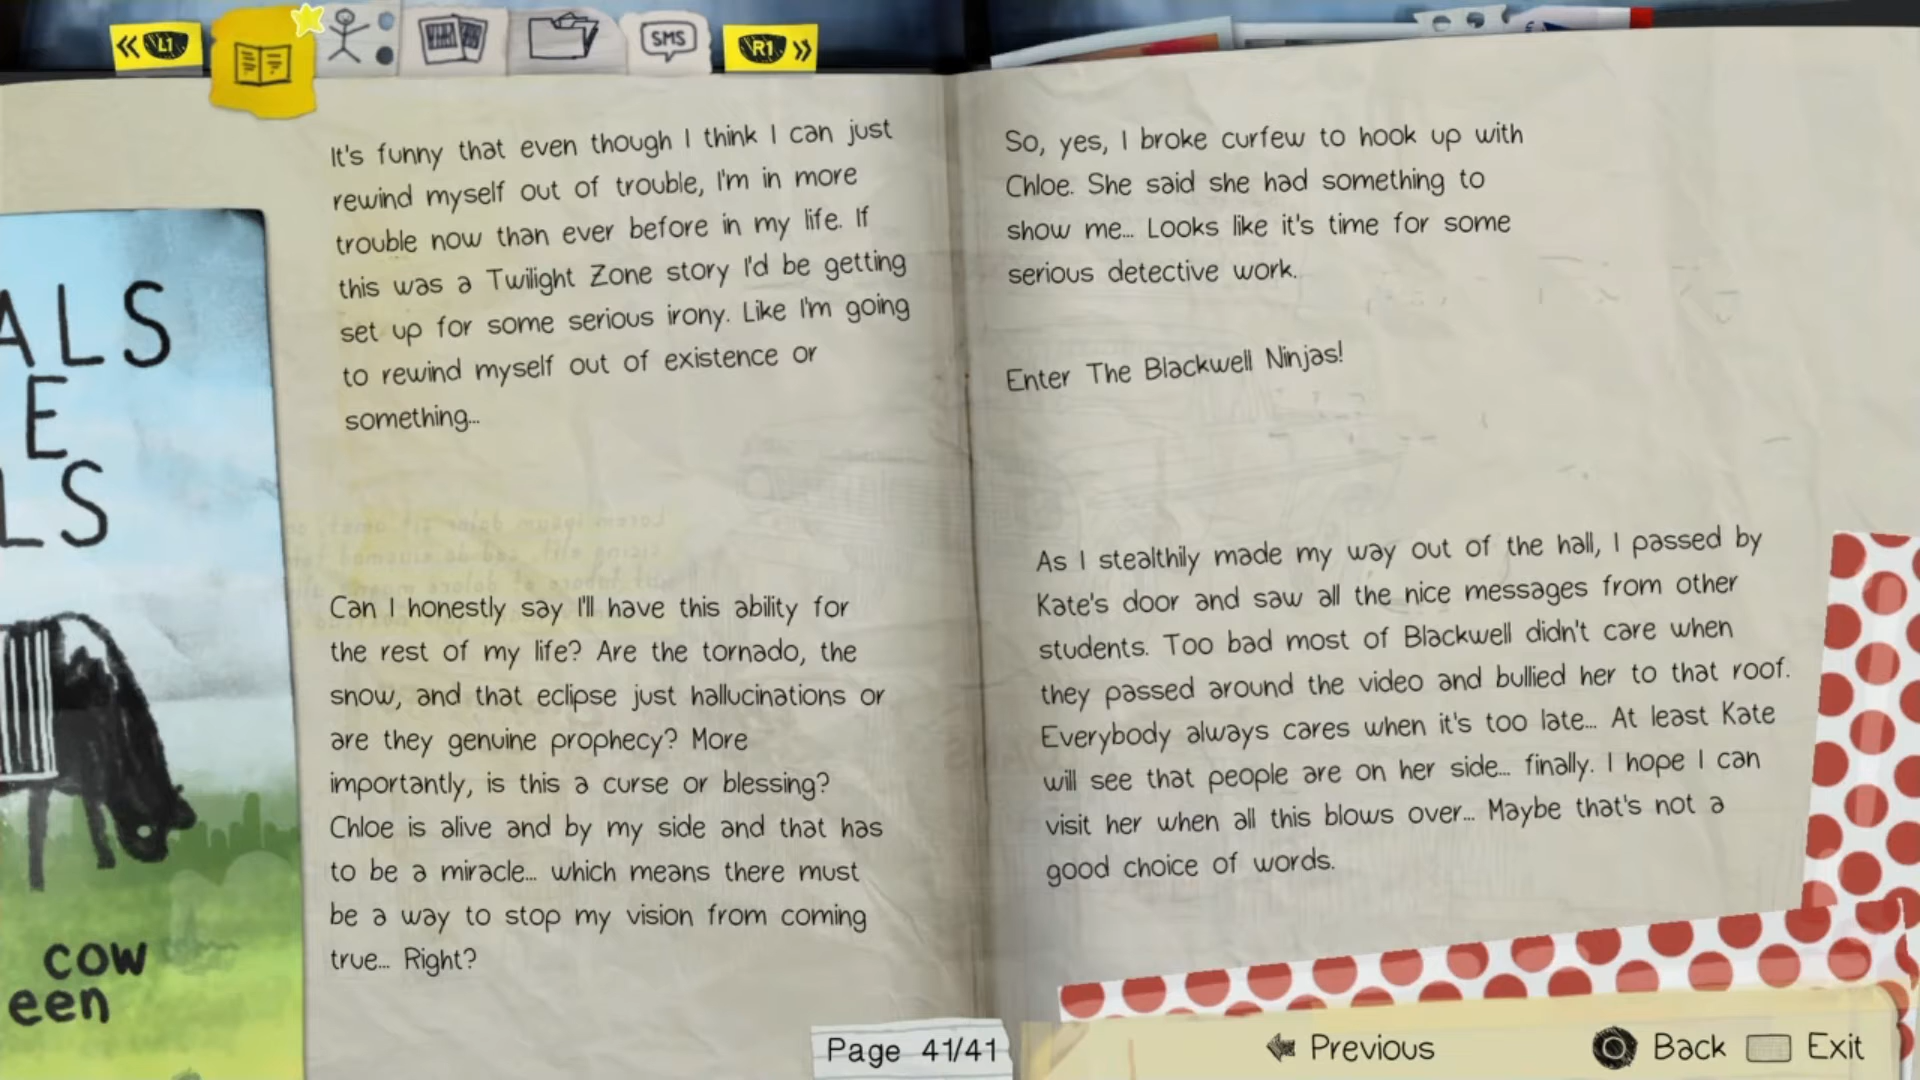 L1
SMS
R1
ALS
E
LS
cow
een
It's funny that even though I think I can just
rewind myself out of trouble, I'm in more
trouble now than ever before in my life. If
this was a Twilight Zone story I'd be getting
set up for some serious irony. Like I'm going
to rewind myself out of existence or
something...
Can I honestly say I'll have this ability for
the rest of my life? Are the tornado, the
snow, and that eclipse just hallucinations or
are they genuine prophecy? More
importantly, is this a curse or blessing?
Chloe is alive and by my side and that has
to be a miracle... which means there must
be a way to stop my vision from coming
true... Right?
So, yes, I broke curfew to hook up with
Chloe. She said she had something to
show me... Looks like it's time for some
serious detective work.
Enter The Blackwell Ninjas!
As I stealthily made my way out of the hall, I passed by
Kate's door and saw all the nice messages from other
students. Too bad most of Blackwell didn't care when
they passed around the video and bullied her to that roof.
Everybody always cares when it's too late... At least Kate
will see that people are on her side... finally. I hope I can
visit her when all this blows over... Maybe that's not a
good choice of words.
Page 41/41
Previous
Back
Exit